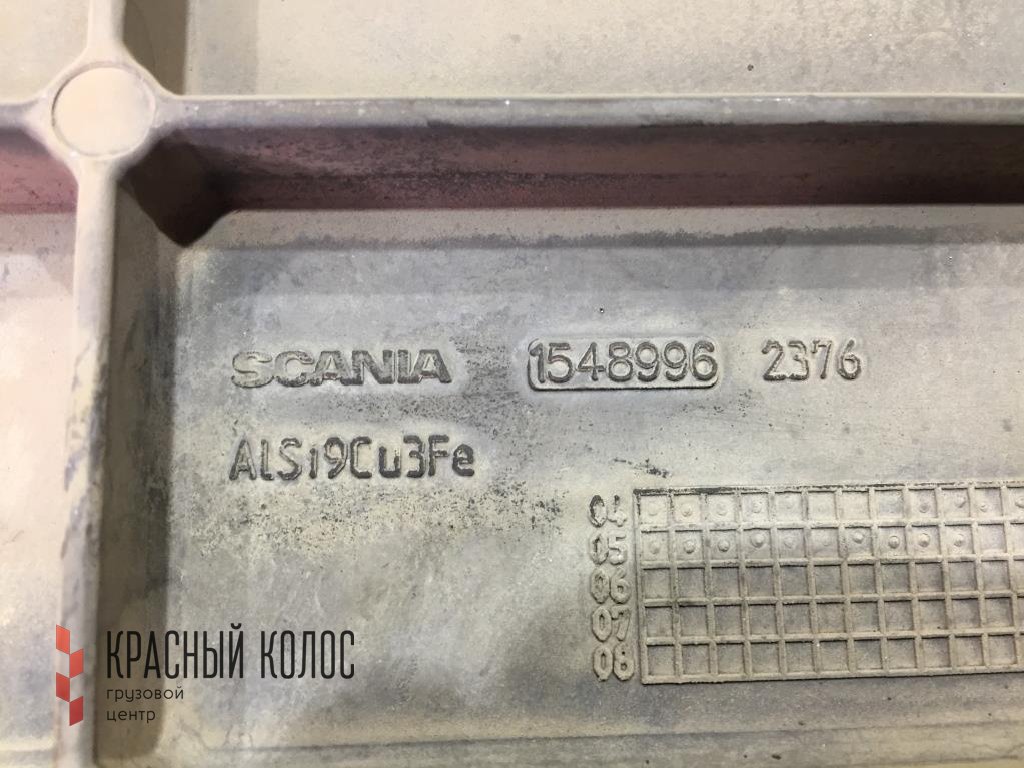 SCANIA 1548996 2376
ALSi9Cu3Fe
04
05
06
07
08
КРАСНЫЙ КОЛОС
грузовой
центр